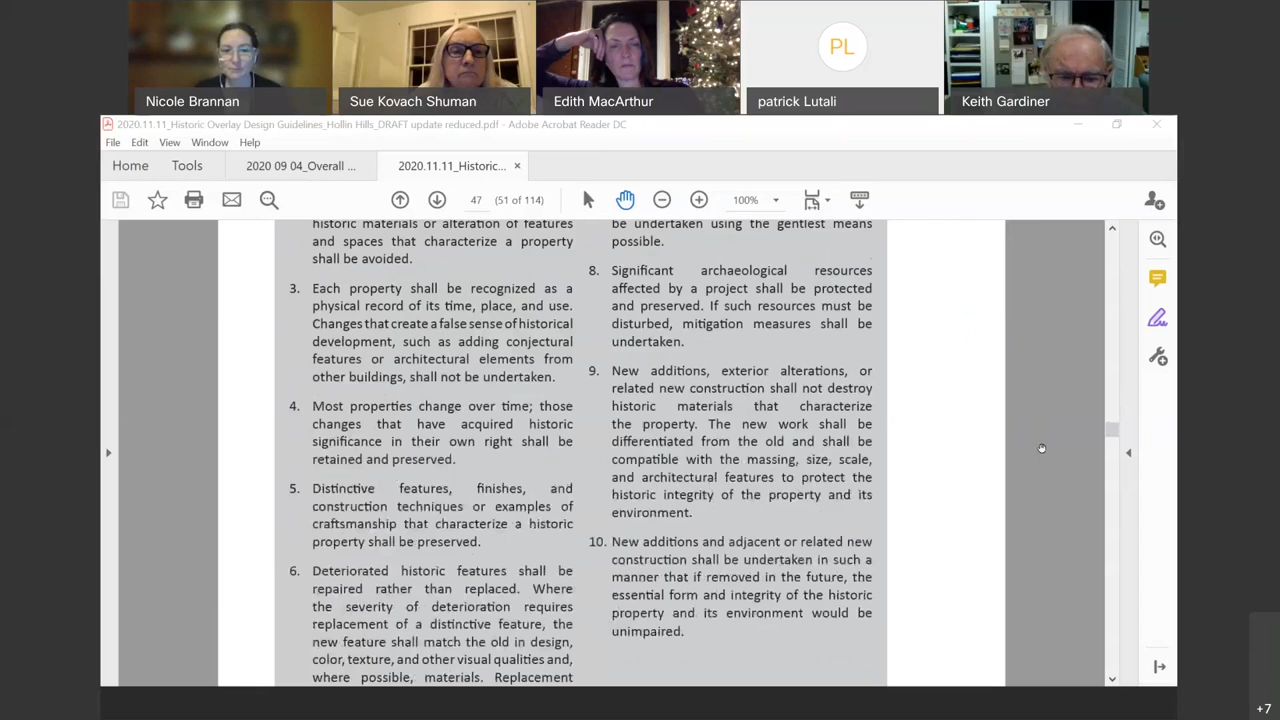 PL
Nicole Brannan
Sue Kovach Shuman
Edith MacArthur
patrick Lutali
Keith Gardiner
2020.11.11_Historic Overlay Design Guidelines_Hollin Hills_DRAFT update reduced.pdf - Adobe Acrobat Reader DC
File Edit View Window Help
Home Tools 2020 09 04_Overall ... 2020.11.11_Historic... ×
47 (51 of 114) 100%
historic materials or alteration of features
and spaces that characterize a property
shall be avoided.
3. Each property shall be recognized as a
physical record of its time, place, and use.
Changes that create a false sense of historical
development, such as adding conjectural
features or architectural elements from
other buildings, shall not be undertaken.
4. Most properties change over time; those
changes that have acquired historic
significance in their own right shall be
retained and preserved.
5. Distinctive features, finishes, and
construction techniques or examples of
craftsmanship that characterize a historic
property shall be preserved.
6. Deteriorated historic features shall be
repaired rather than replaced. Where
the severity of deterioration requires
replacement of a distinctive feature, the
new feature shall match the old in design,
color, texture, and other visual qualities and,
where possible, materials. Replacement
be undertaken using the gentlest means
possible.
8. Significant archaeological resources
affected by a project shall be protected
and preserved. If such resources must be
disturbed, mitigation measures shall be
undertaken.
9. New additions, exterior alterations, or
related new construction shall not destroy
historic materials that characterize
the property. The new work shall be
differentiated from the old and shall be
compatible with the massing, size, scale,
and architectural features to protect the
historic integrity of the property and its
environment.
10. New additions and adjacent or related new
construction shall be undertaken in such a
manner that if removed in the future, the
essential form and integrity of the historic
property and its environment would be
unimpaired.
+7